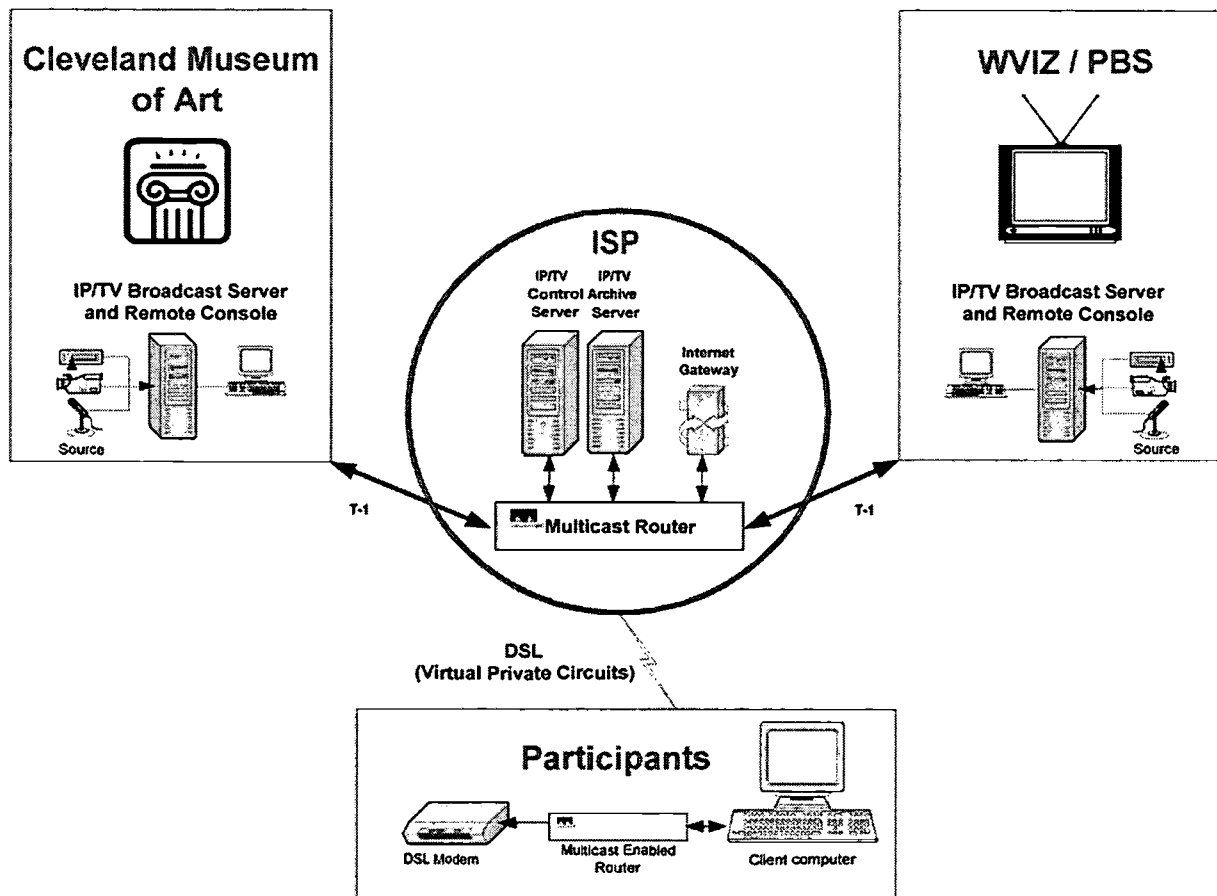 Cleveland Museum
of Art
IP/TV Broadcast Server
and Remote Console
Source
WVIZ / PBS
IP/TV Broadcast Server
and Remote Console
Source
ISP
IP/TV
Control
Server
IP/TV
Archive
Server
Internet
Gateway
Multicast Router
T-1
T-1
DSL
(Virtual Private Circuits)
Participants
DSL Modem
Multicast Enabled
Router
Client computer